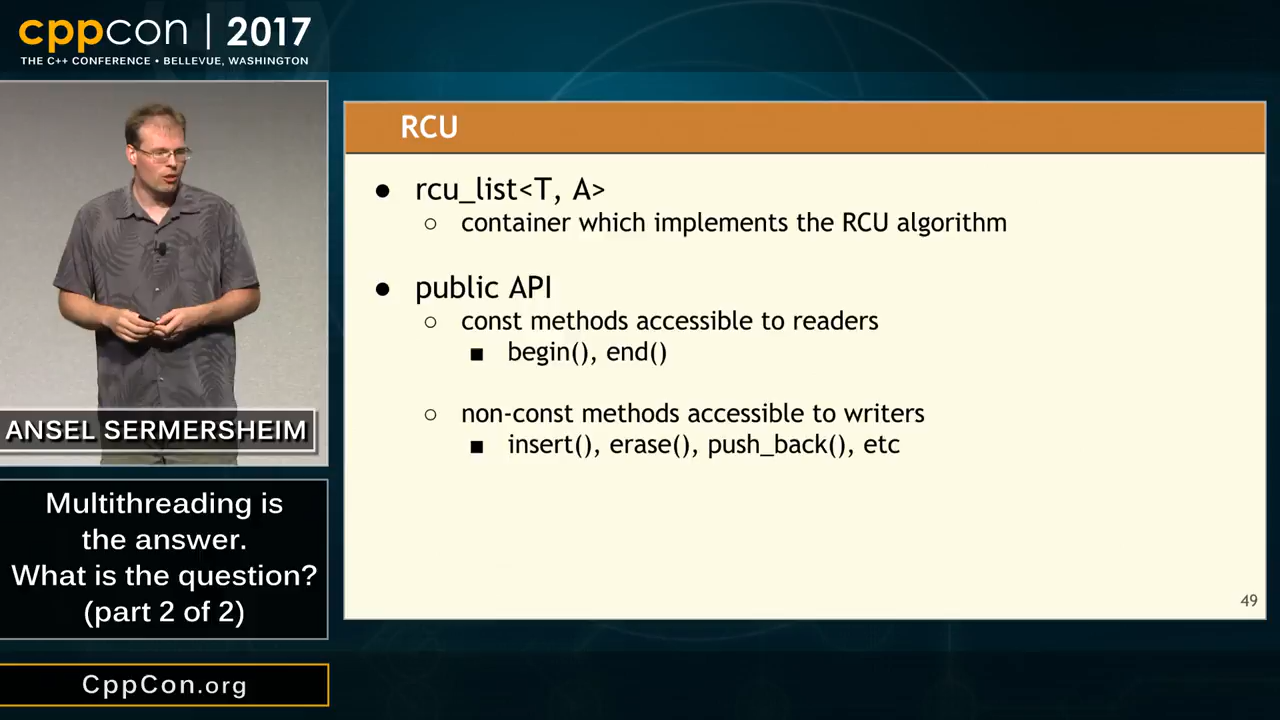 cppcon | 2017
THE C++ CONFERENCE • BELLEVUE, WASHINGTON
ANSEL SERMERSHEIM
Multithreading is
the answer.
What is the question?
(part 2 of 2)
CppCon.org
RCU
● rcu_list<T, A>
○ container which implements the RCU algorithm
● public API
○ const methods accessible to readers
■ begin(), end()
○ non-const methods accessible to writers
■ insert(), erase(), push_back(), etc
49